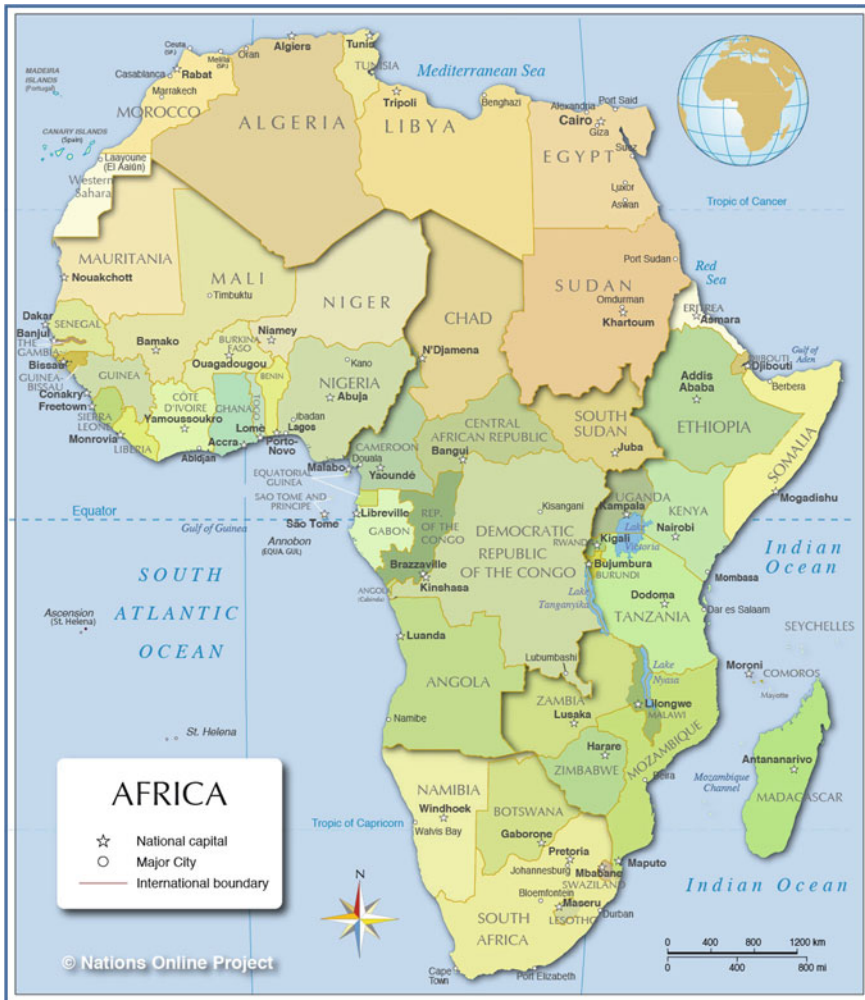 MADEIRA
ISLANDS
(Portugal)
CANARY ISLANDS
(Spain)
Ceuta
(SP.)
Melilla
(SP.)
Oran
Algiers
Tunis
TUNISIA
Mediterranean Sea
Casablanca
Rabat
Marrakech
MOROCCO
ALGERIA
Tripoli
LIBYA
Benghazi
Alexandria
Port Said
Cairo
Giza
Suez
EGYPT
Luxor
Aswan
Laayoune
(El Aaiún)
Western
Sahara
Tropic of Cancer
MAURITANIA
Nouakchott
MALI
Timbuktu
NIGER
CHAD
SUDAN
Port Sudan
Omdurman
Khartoum
Red
Sea
ERITREA
Asmara
Dakar
SENEGAL
Banjul
THE
GAMBIA
Bissau
GUINEA-
BISSAU
Bamako
BURKINA
FASO
Niamey
Ouagadougou
N'Djamena
Kano
NIGERIA
Abuja
DJIBOUTI
Djibouti
Gulf of
Aden
Berbera
Addis
Ababa
ETHIOPIA
SOMALIA
Mogadishu
GUINEA
Conakry
Freetown
SIERRA
LEONE
Monrovia
LIBERIA
CÔTE
D'IVOIRE
Yamoussoukro
Abidjan
GHANA
Accra
TOGO
Lomé
BENIN
Porto-
Novo
Ibadan
Lagos
CAMEROON
Douala
Yaoundé
Malabo
EQUATORIAL
GUINEA
CENTRAL
AFRICAN REPUBLIC
Bangui
SOUTH
SUDAN
Juba
SAO TOME AND
PRINCIPE
São Tome
Equator
Gulf of Guinea
Annobon
(EQUA. GUI.)
Libreville
GABON
REP.
OF THE
CONGO
Brazzaville
Kinshasa
ANGOLA
(Cabinda)
Kisangani
DEMOCRATIC
REPUBLIC
OF THE CONGO
UGANDA
Kampala
KENYA
Nairobi
Lake
Victoria
RWANDA
Kigali
Bujumbura
BURUNDI
Lake
Tanganyika
Dodoma
TANZANIA
Mombasa
Dar es Salaam
Indian
Ocean
SEYCHELLES
SOUTH
ATLANTIC
OCEAN
Ascension
(St. Helena)
St. Helena
Luanda
ANGOLA
Namibe
Lubumbashi
ZAMBIA
Lusaka
Lake
Nyasa
Lilongwe
MALAWI
Moroni
COMOROS
Mayotte
MOZAMBIQUE
Harare
ZIMBABWE
Beira
Mozambique
Channel
Antananarivo
MADAGASCAR
NAMIBIA
Windhoek
Walvis Bay
BOTSWANA
Gaborone
Tropic of Capricorn
Pretoria
Johannesburg
Maputo
Mbabane
SWAZILAND
Bloemfontein
Maseru
LESOTHO
Durban
SOUTH
AFRICA
Cape
Town
Port Elizabeth
Indian Ocean
AFRICA
National capital
Major City
International boundary
N
0 400 800 1200 km
0 400 800 mi
© Nations Online Project